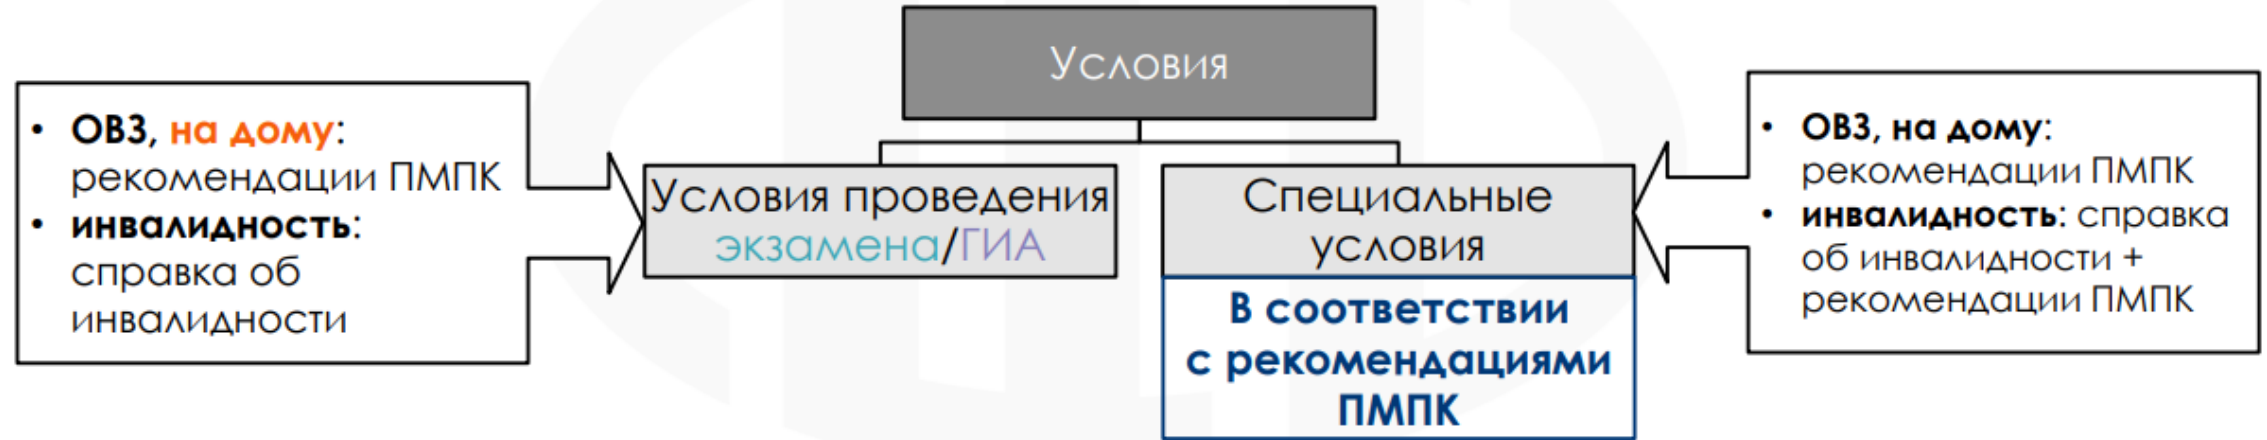 Условия
• ОВЗ, на дому:
рекомендации ПМПК
• инвалидность:
справка об
инвалидности
Условия проведения
экзамена/ГИА
Специальные
условия
В соответствии
с рекомендациями
ПМПК
• ОВЗ, на дому:
рекомендации ПМПК
• инвалидность: справка
об инвалидности +
рекомендации ПМПК